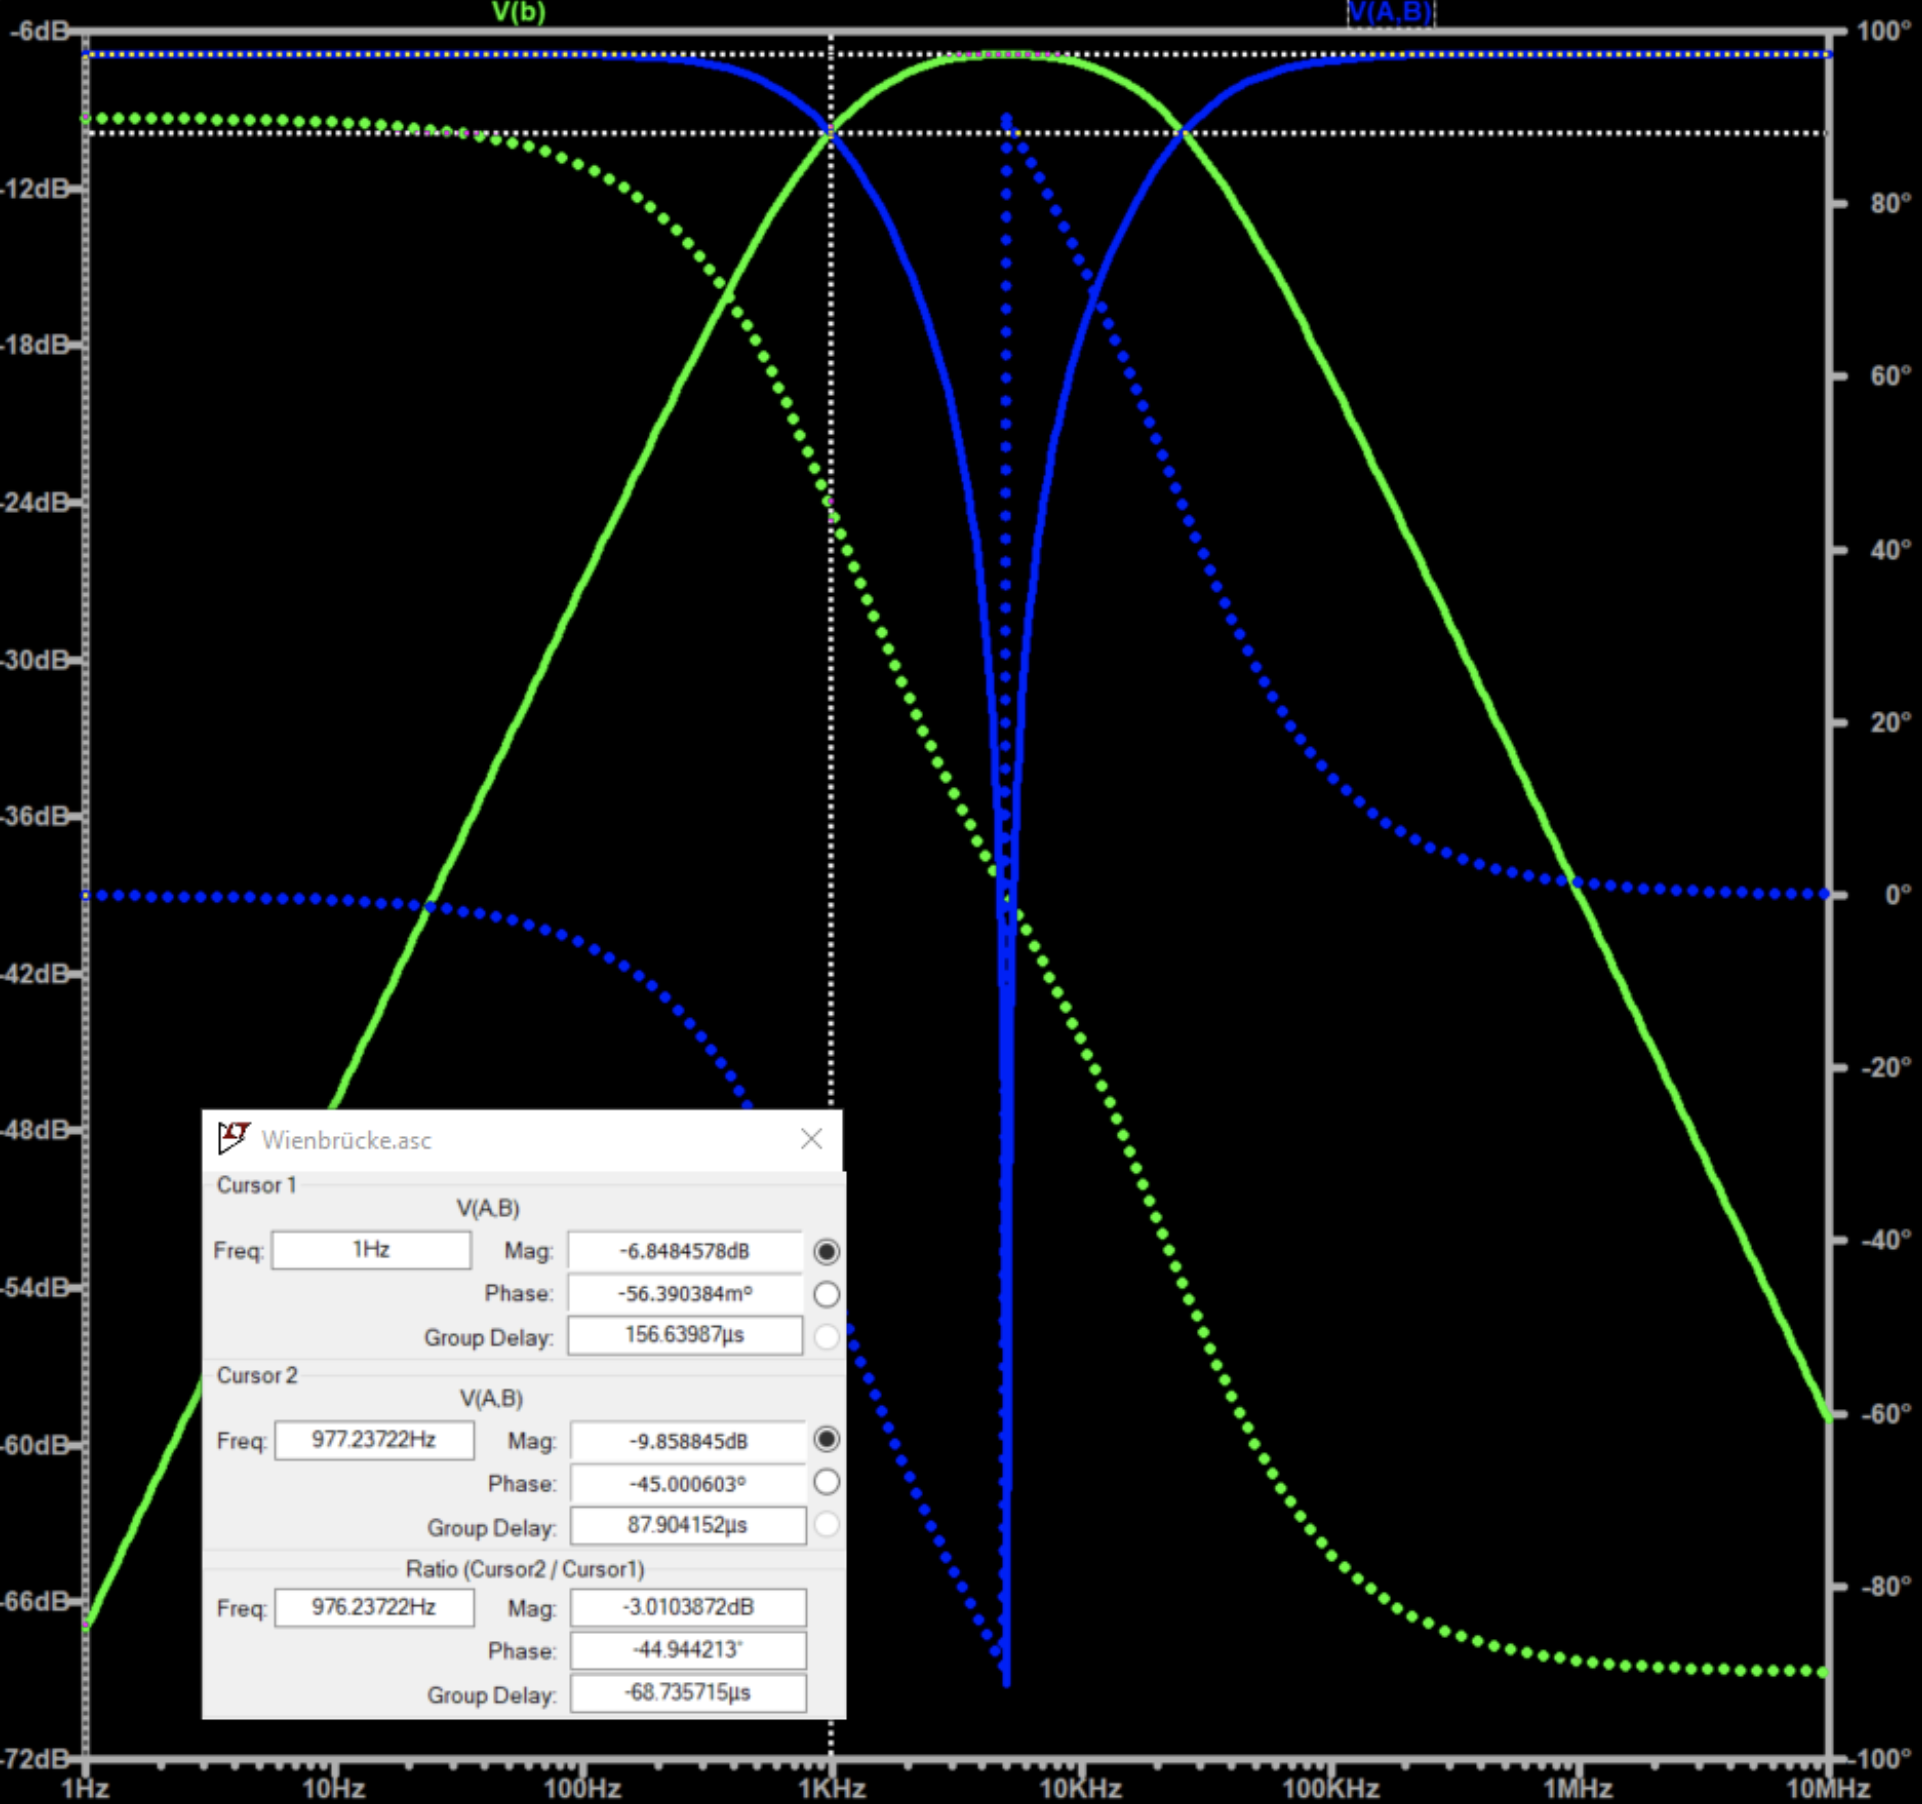 V(b) V(A,B)
-6dB 100°
-12dB 80°
-18dB 60°
-24dB 40°
-30dB 20°
-36dB 0°
-42dB -20°
-48dB -40°
-54dB -60°
-60dB -80°
-66dB -100°
-72dB
Wienbrücke.asc
Cursor 1
V(A,B)
Freq: 1Hz Mag: -6.8484578dB
Phase: -56.390384m°
Group Delay: 156.63987µs
Cursor 2
V(A,B)
Freq: 977.23722Hz Mag: -9.858845dB
Phase: -45.000603°
Group Delay: 87.904152µs
Ratio (Cursor2 / Cursor1)
Freq: 976.23722Hz Mag: -3.0103872dB
Phase: -44.944213°
Group Delay: -68.735715µs
1Hz 10Hz 100Hz 1KHz 10KHz 100KHz 1MHz 10MHz